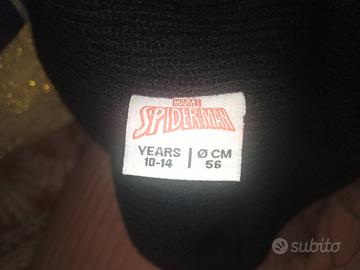 MARVEL
SPIDER-MAN
YEARS | Ø CM
10-14 | 56
subito